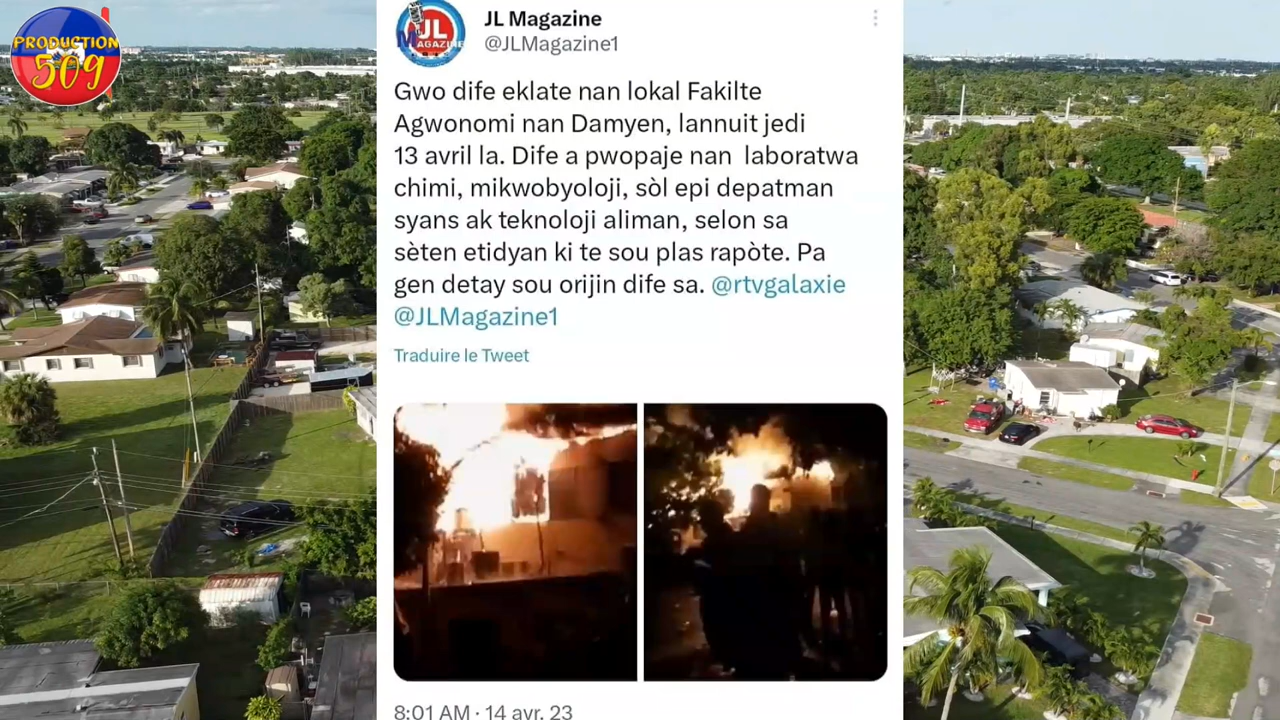 PRODUCTION
509
JL
MAGAZINE
JL Magazine
@JLMagazine1
Gwo dife eklate nan lokal Fakilte
Agwonomi nan Damyen, lannuit jedi
13 avril la. Dife a pwopaje nan laboratwa
chimi, mikwobyoloji, sòl epi depatman
syans ak teknoloji aliman, selon sa
sèten etidyan ki te sou plas rapòte. Pa
gen detay sou orijin dife sa. @rtvgalaxie
@JLMagazine1
Traduire le Tweet
8:01 AM · 14 avr. 23